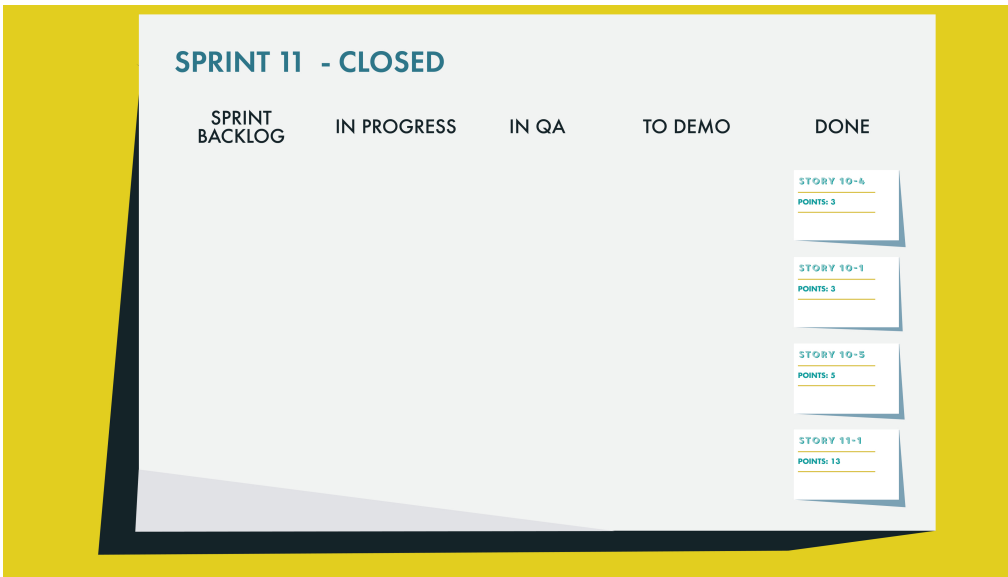 SPRINT 11 - CLOSED
SPRINT
BACKLOG
IN PROGRESS
IN QA
TO DEMO
DONE
STORY 10-4
POINTS: 3
STORY 10-1
POINTS: 3
STORY 10-5
POINTS: 5
STORY 11-1
POINTS: 13